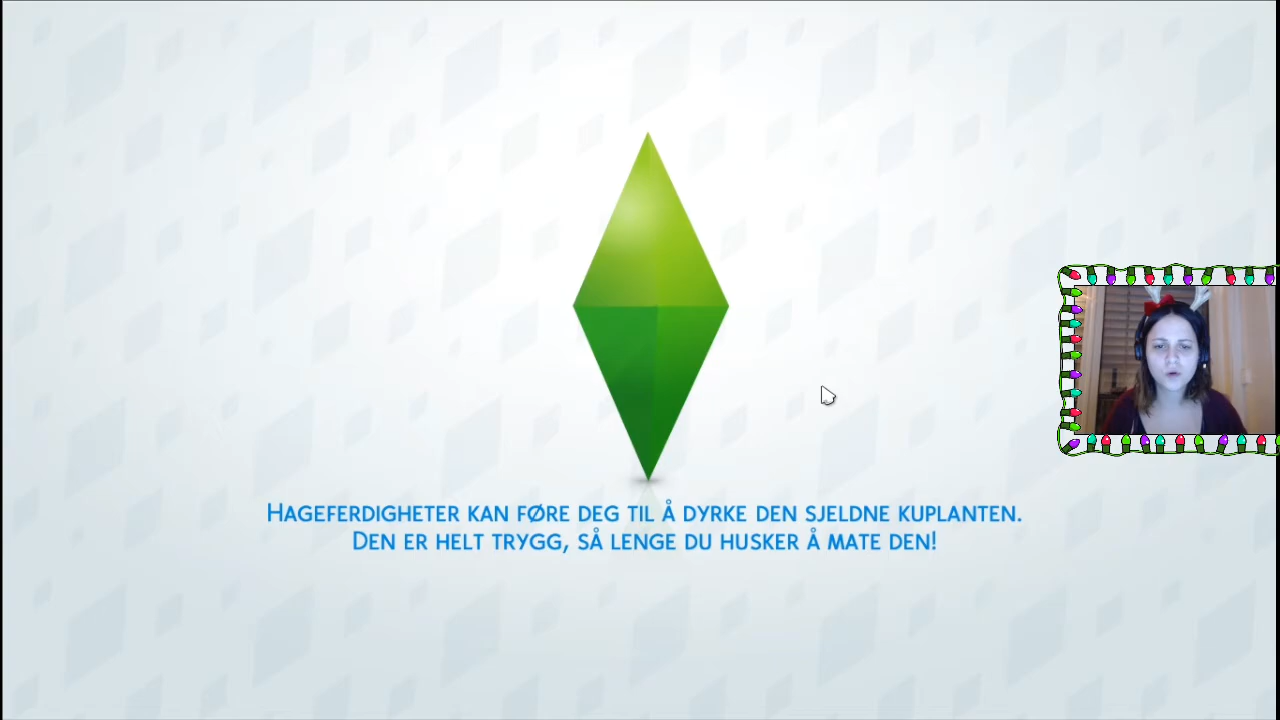 Hageferdigheter kan føre deg til å dyrke den sjeldne kuplanten.
Den er helt trygg, så lenge du husker å mate den!